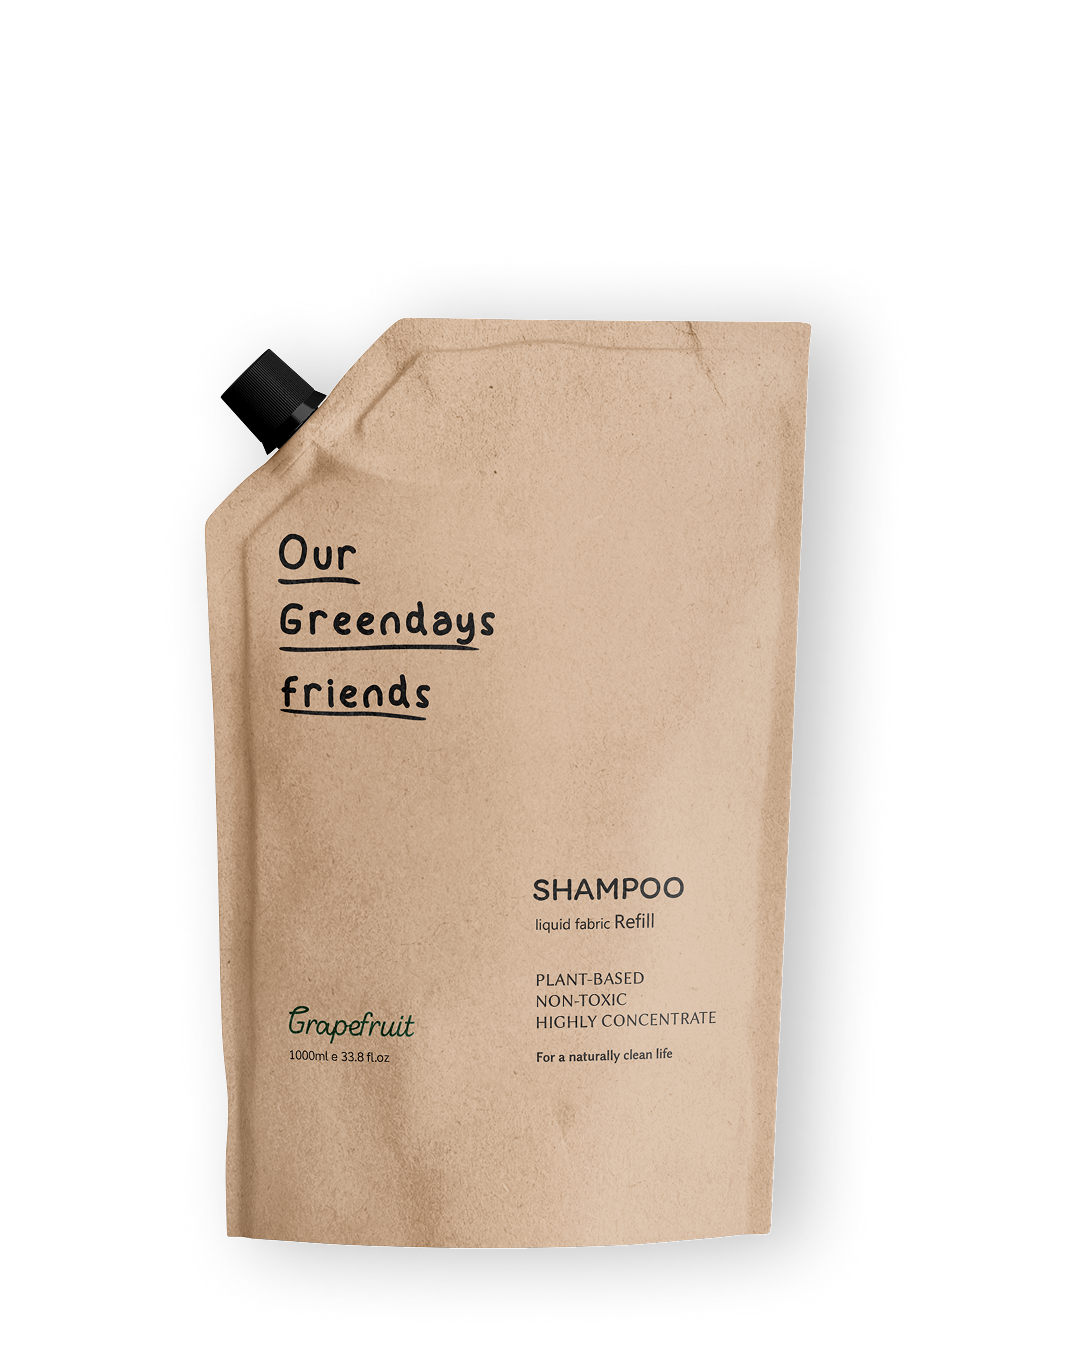 Our
Greendays
friends
SHAMPOO
liquid fabric Refill
PLANT-BASED
NON-TOXIC
HIGHLY CONCENTRATE
For a naturally clean life
Grapefruit
1000ml e 33.8 fl.oz